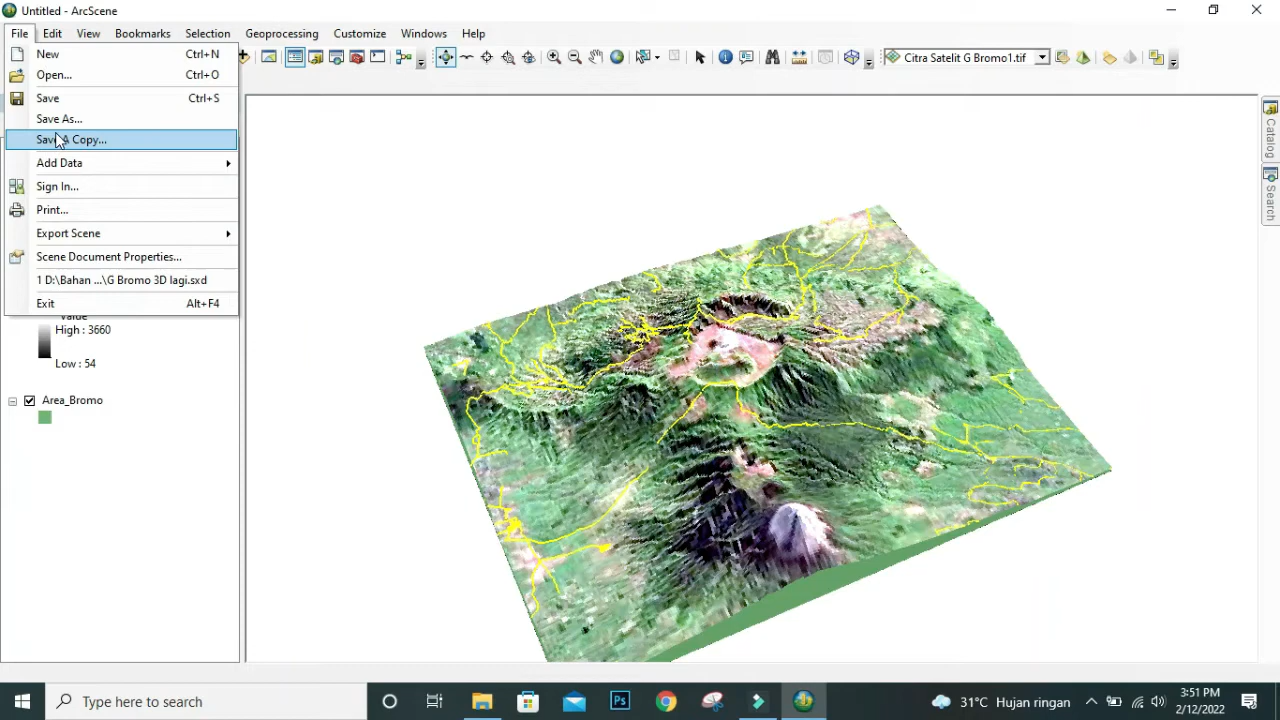 Untitled - ArcScene
File Edit View Bookmarks Selection Geoprocessing Customize Windows Help
Citra Satelit G Bromo1.tif
New Ctrl+N
Open... Ctrl+O
Save Ctrl+S
Save As...
Save A Copy...
Add Data
Sign In...
Print...
Export Scene
Scene Document Properties...
1 D:\Bahan ...\G Bromo 3D lagi.sxd
Exit Alt+F4
Value
High : 3660
Low : 54
Area_Bromo
Catalog
Search
Type here to search
Ps
31°C Hujan ringan
3:51 PM
2/12/2022